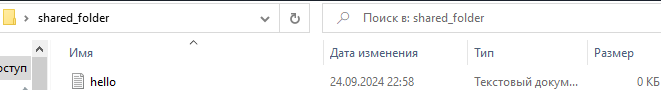 shared_folder Поиск в: shared_folder
Имя Дата изменения Тип Размер
оступ
hello 24.09.2024 22:58 Текстовый докум... 0 КБ